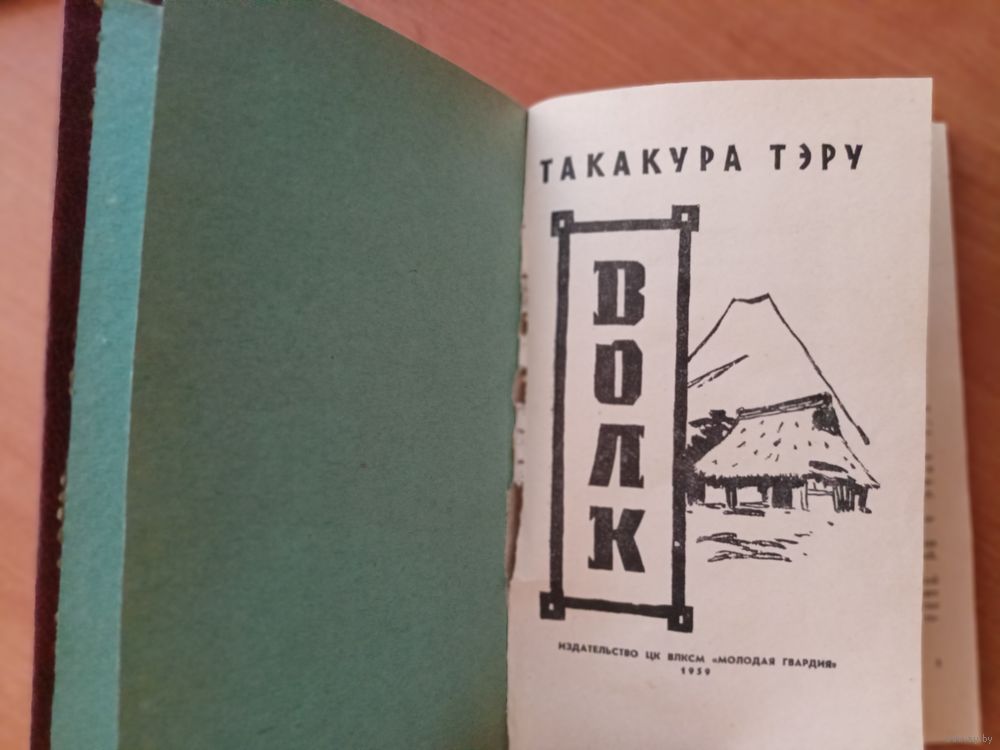 ТАКАКУРА ТЭРУ
ВОЛК
ИЗДАТЕЛЬСТВО ЦК ВЛКСМ «МОЛОДАЯ ГВАРДИЯ»
1959